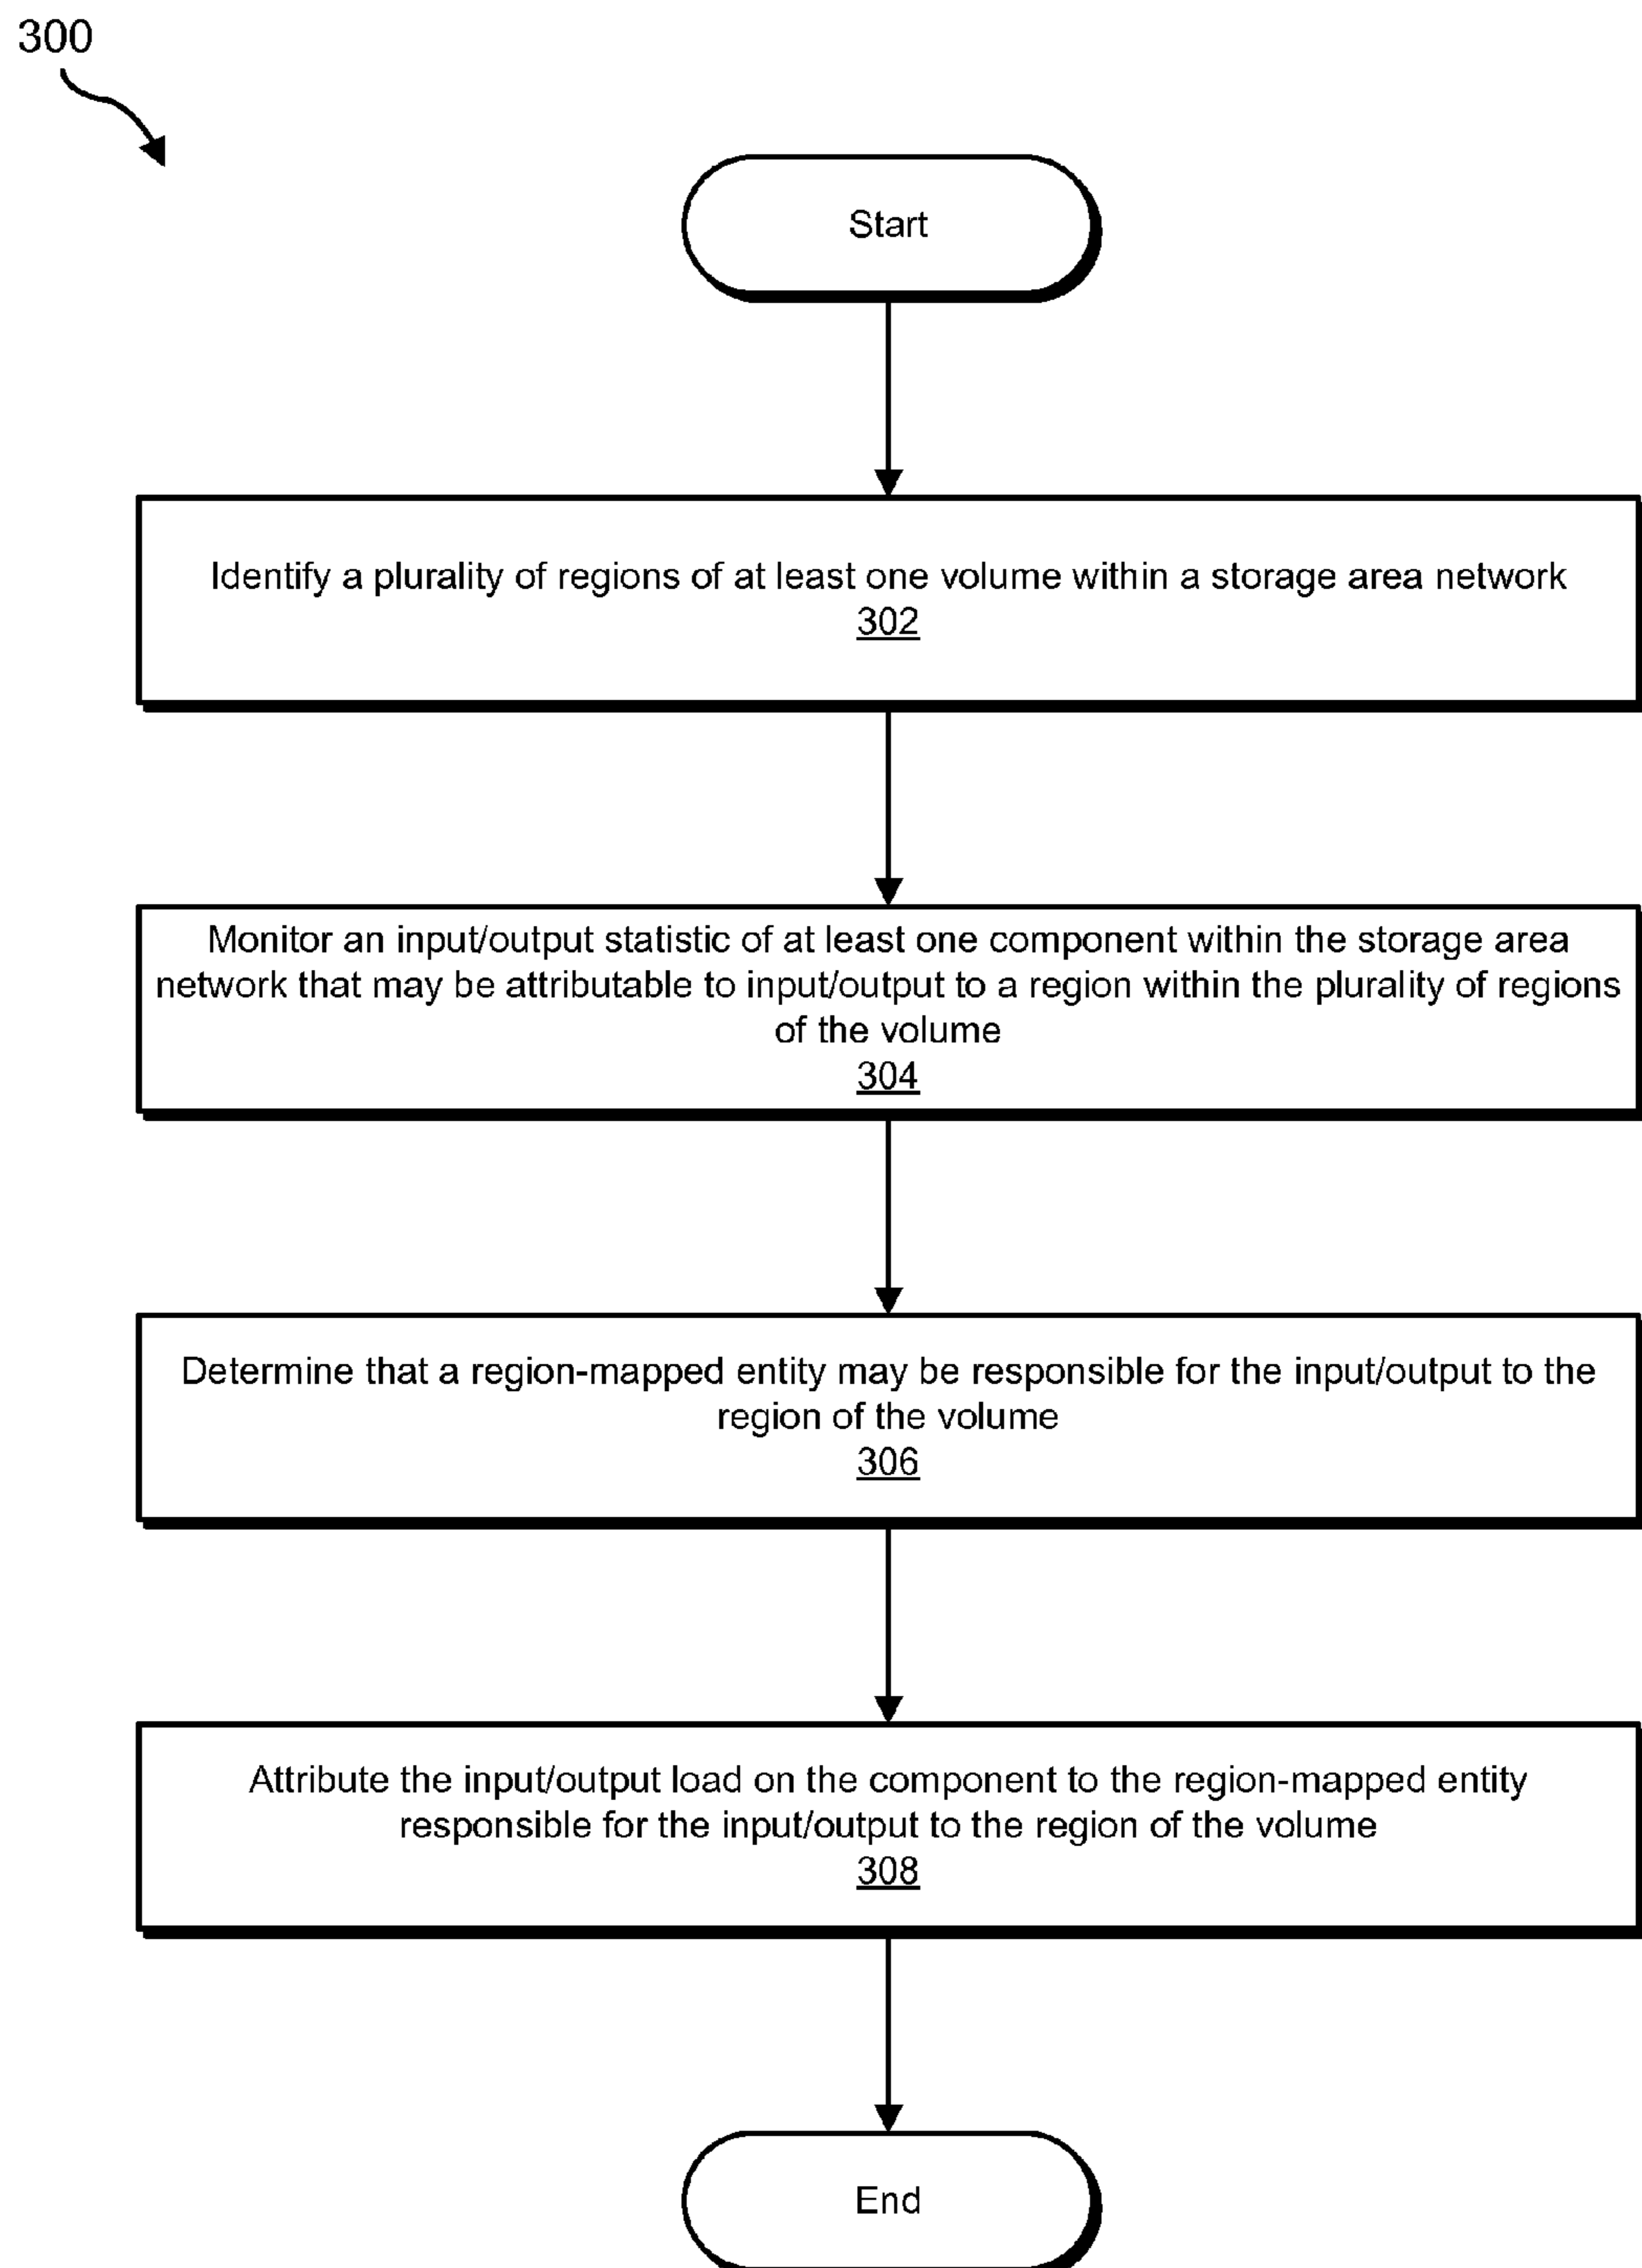 300
Start
Identify a plurality of regions of at least one volume within a storage area network
302
Monitor an input/output statistic of at least one component within the storage area
network that may be attributable to input/output to a region within the plurality of regions
of the volume
304
Determine that a region-mapped entity may be responsible for the input/output to the
region of the volume
306
Attribute the input/output load on the component to the region-mapped entity
responsible for the input/output to the region of the volume
308
End